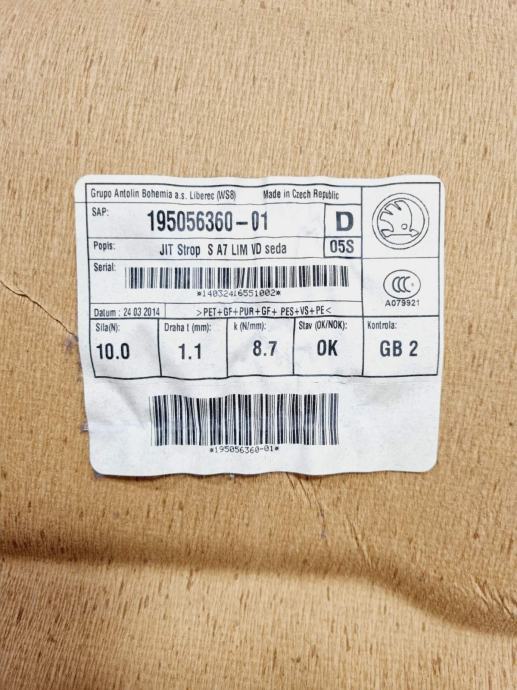 Grupo Antolin Bohemia a.s. Liberec (WS8) Made in Czech Republic
SAP: 195056360-01 D
Popis: JIT Strop S A7 LIM VD seda 05S
Serial:
*14032416551002*
CCC
A079921
Datum : 24 03 2014 >PET+GF+PUR+GF+ PES+VS+PE<
Sila(N): Draha t (mm): k (N/mm): Stav (OK/NOK): Kontrola:
10.0 1.1 8.7 OK GB 2
*195056360-01*